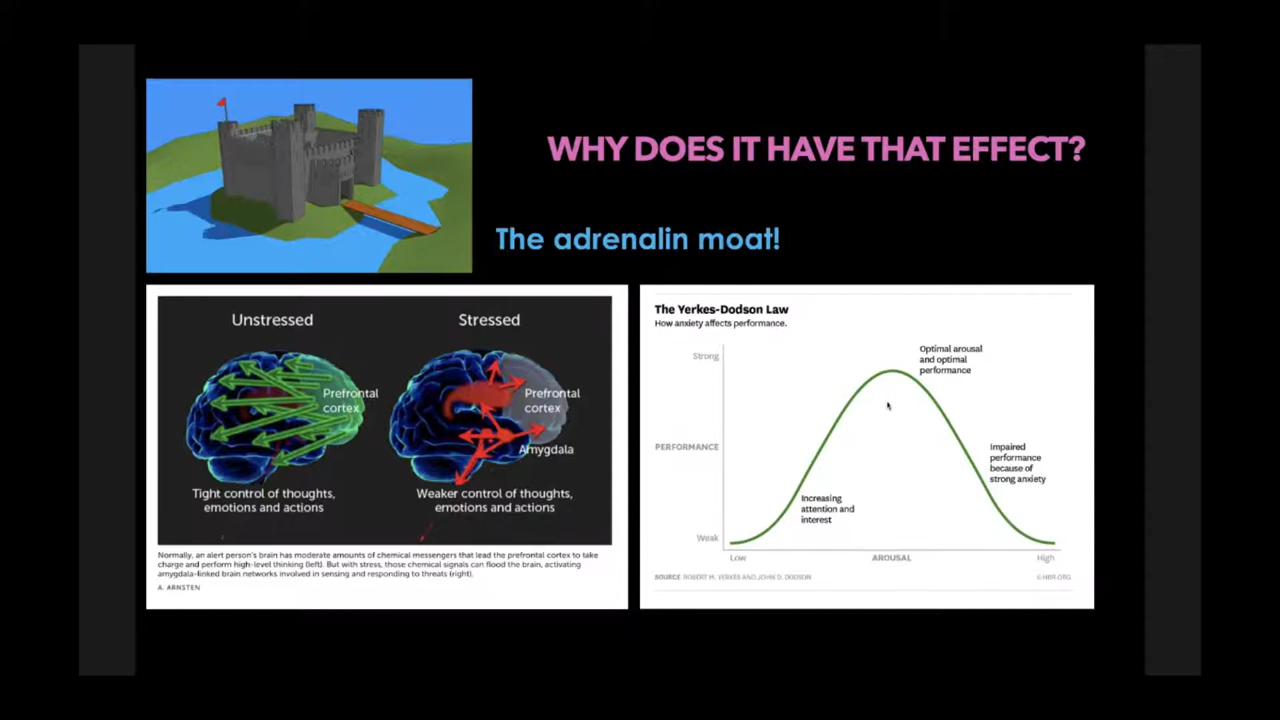 WHY DOES IT HAVE THAT EFFECT?
The adrenalin moat!
Unstressed
Stressed
Prefrontal
cortex
Prefrontal
cortex
Amygdala
Tight control of thoughts,
emotions and actions
Weaker control of thoughts,
emotions and actions
Normally, an alert person's brain has moderate amounts of chemical messengers that lead the prefrontal cortex to take
charge and perform high-level thinking (left). But with stress, those chemical signals can flood the brain, activating
amygdala-linked brain networks involved in sensing and responding to threats (right).
A. ARNSTEN
The Yerkes-Dodson Law
How anxiety affects performance.
Strong
Optimal arousal
and optimal
performance
PERFORMANCE
Impaired
performance
because of
strong anxiety
Increasing
attention and
interest
Weak
Low
AROUSAL
High
SOURCE ROBERT M. YERKES AND JOHN D. DODSON
© HBR.ORG